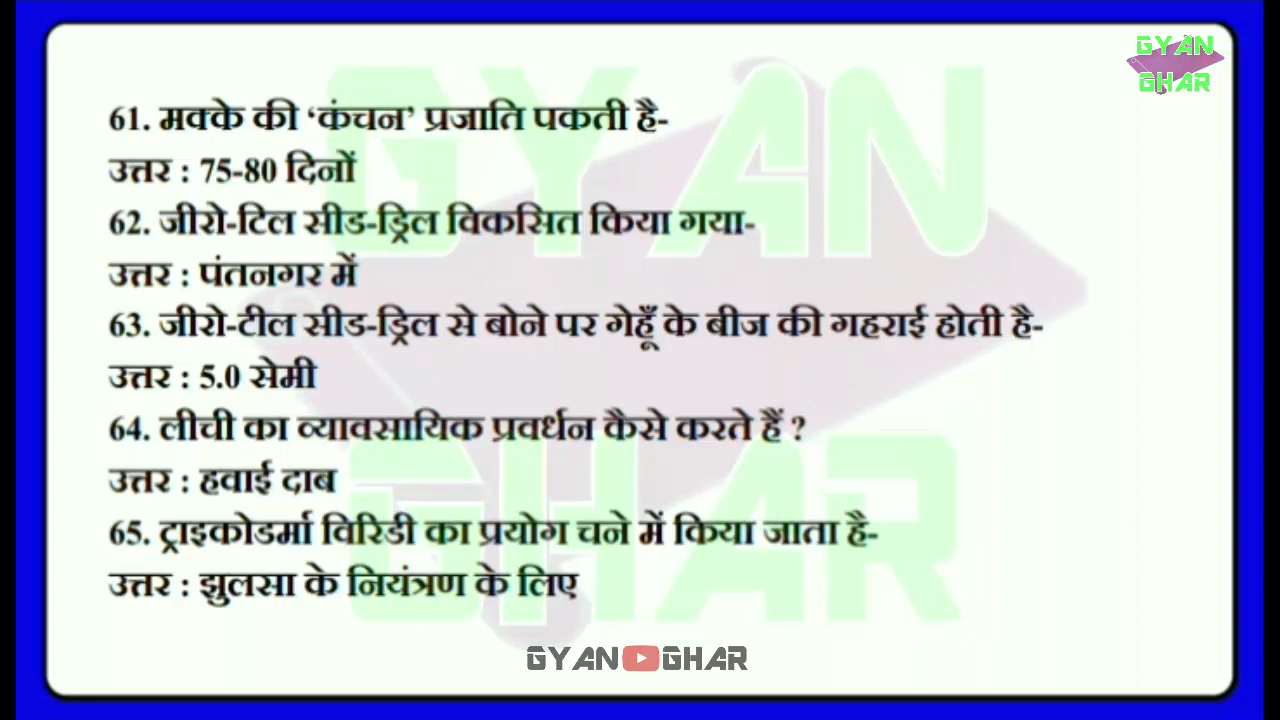 GYAN
GHAR
61. मक्के की ‘कंचन’ प्रजाति पकती है-
उत्तर : 75-80 दिनों
62. जीरो-टिल सीड-ड्रिल विकसित किया गया-
उत्तर : पंतनगर में
63. जीरो-टील सीड-ड्रिल से बोने पर गेहूँ के बीज की गहराई होती है-
उत्तर : 5.0 सेमी
64. लीची का व्यावसायिक प्रवर्धन कैसे करते हैं ?
उत्तर : हवाई दाब
65. ट्राइकोडर्मा विरिडी का प्रयोग चने में किया जाता है-
उत्तर : झुलसा के नियंत्रण के लिए
GYAN GHAR